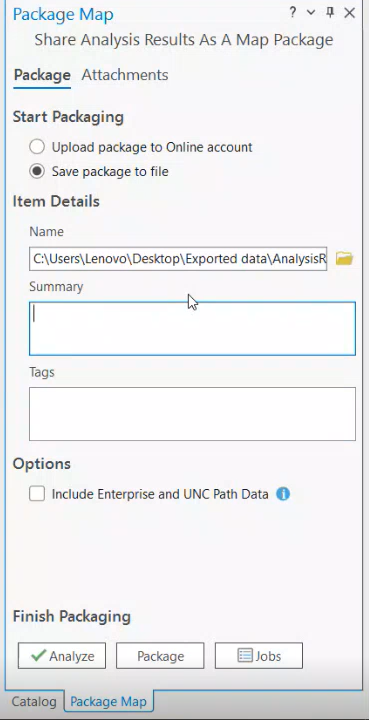 Package Map
Share Analysis Results As A Map Package
Package Attachments
Start Packaging
Upload package to Online account
Save package to file
Item Details
Name
C:\Users\Lenovo\Desktop\Exported data\AnalysisR
Summary
Tags
Options
Include Enterprise and UNC Path Data
Finish Packaging
Analyze Package Jobs
Catalog Package Map